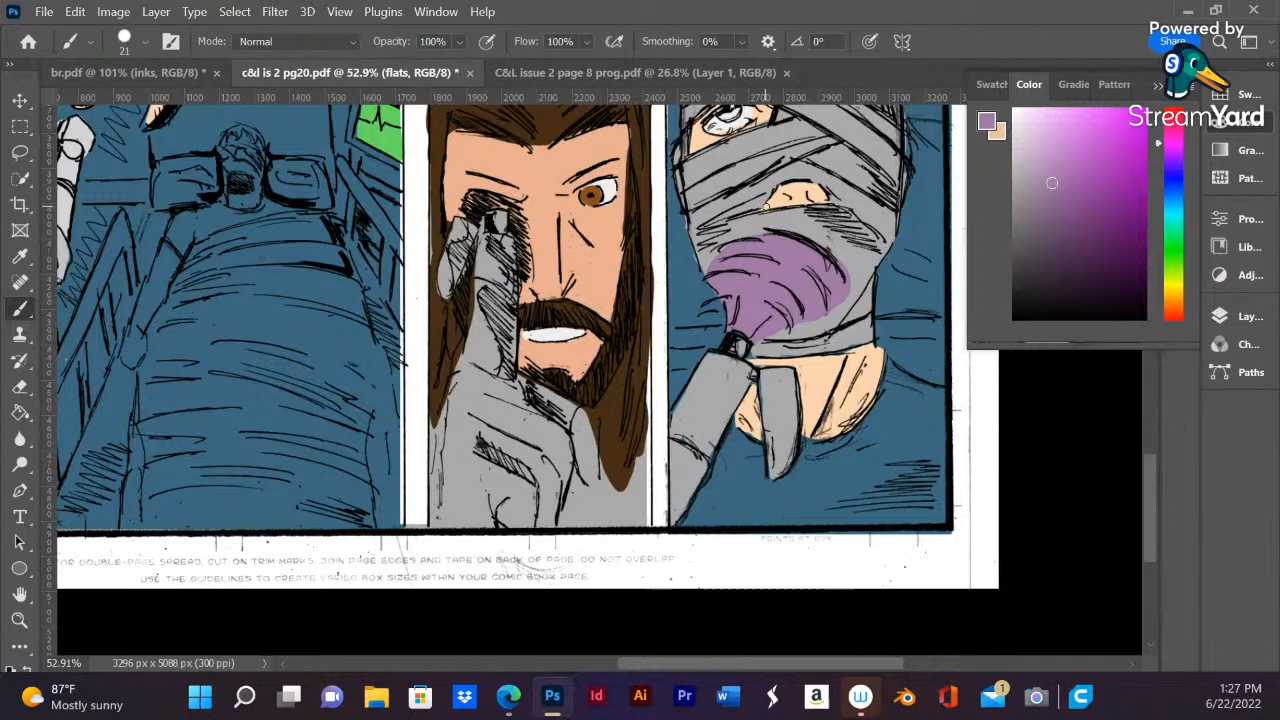 Ps File Edit Image Layer Type Select Filter 3D View Plugins Window Help
Powered by
StreamYard
21 Mode: Normal Opacity: 100% Flow: 100% Smoothing: 0% 0° Share
br.pdf @ 101% (inks, RGB/8) * × c&d is 2 pg20.pdf @ 52.9% (flats, RGB/8) * × C&L issue 2 page 8 prog.pdf @ 26.8% (Layer 1, RGB/8) ×
Swatch Color Gradie Pattern
800 900 1000 1100 1200 1300 1400 1500 1600 1700 1800 1900 2000 2100 2200 2300 2400 2500 2600 2700 2800 2900 3000 3100 3200
Sw...
Gra...
Pat...
Pro...
Lib...
Adj...
Lay...
Ch...
Paths
OR DOUBLE-PAGE SPREAD, CUT ON TRIM MARKS, JOIN PAGE EDGES AND TAPE ON BACK OF PAGE DO NOT OVERLAP
USE THE GUIDELINES TO CREATE VARIED BOX SIZES WITHIN YOUR COMIC BOOK PAGE
52.91% 3296 px x 5088 px (300 ppi)
87°F
Mostly sunny
1:27 PM
6/22/2022